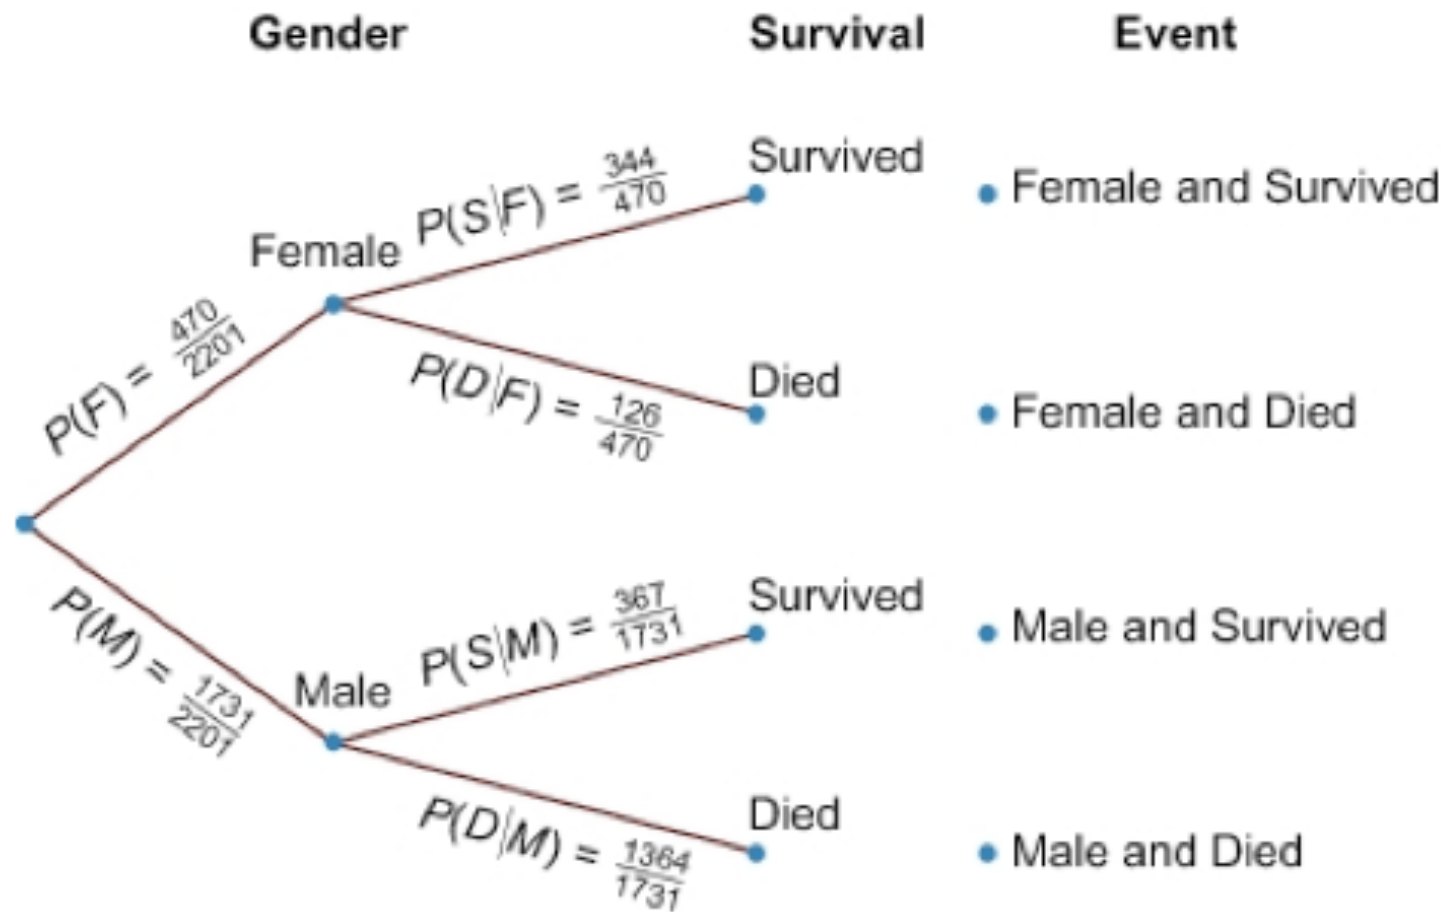 Gender Survival Event
P(S|F) = 344/470
Survived
Female and Survived
Female
P(F) = 470/2201
P(D|F) = 126/470
Died
Female and Died
P(M) = 1731/2201
Male
P(S|M) = 367/1731
Survived
Male and Survived
P(D|M) = 1364/1731
Died
Male and Died